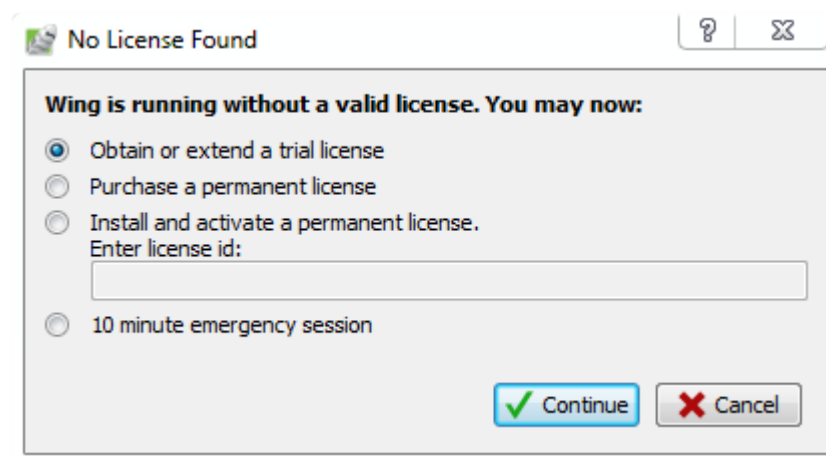 No License Found
Wing is running without a valid license. You may now:
Obtain or extend a trial license
Purchase a permanent license
Install and activate a permanent license.
Enter license id:
10 minute emergency session
Continue
Cancel